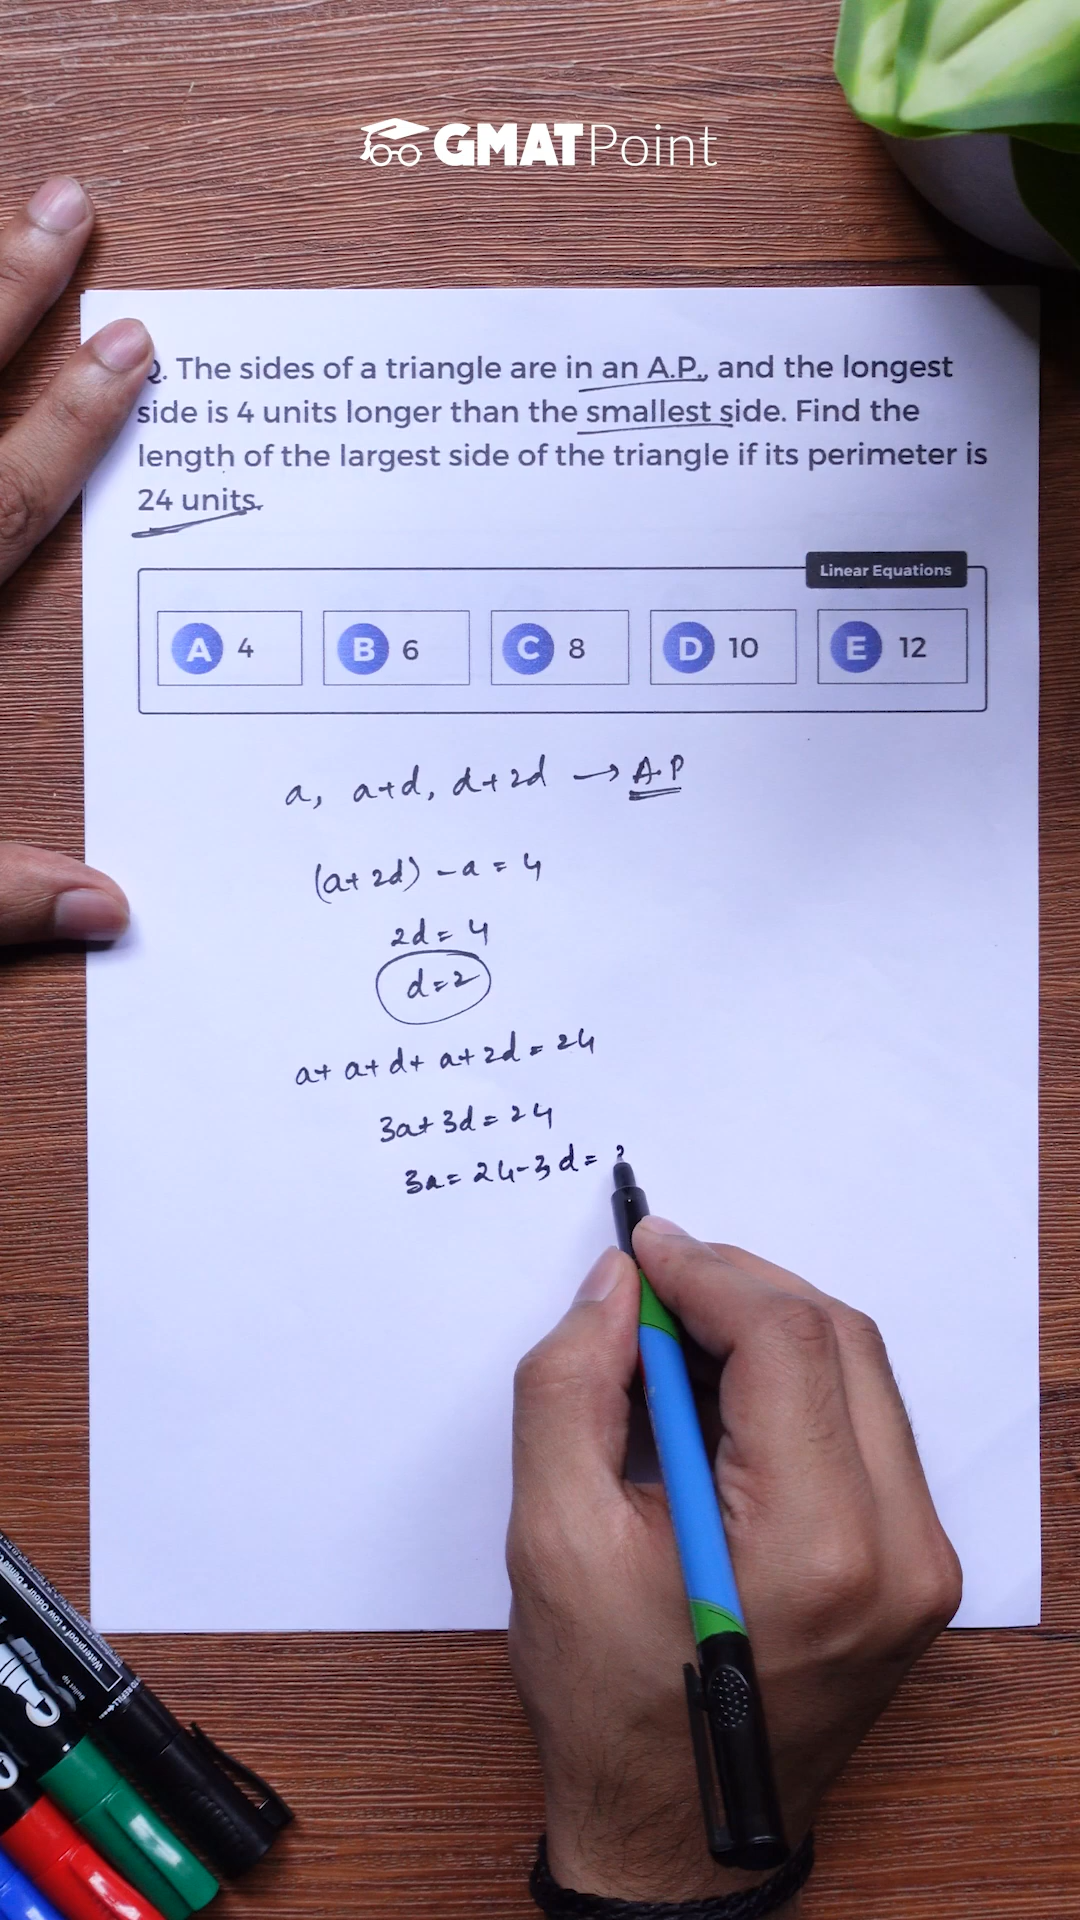 GMATPoint
Q. The sides of a triangle are in an A.P., and the longest
side is 4 units longer than the smallest side. Find the
length of the largest side of the triangle if its perimeter is
24 units.
Linear Equations
A 4 B 6 C 8 D 10 E 12
a, a+d, d+2d → A.P
(a+2d) - a = 4
2d = 4
d=2
a+ a+d+ a+2d = 24
3a+3d=24
3a= 24-3d=
Waterproof • Low Odour